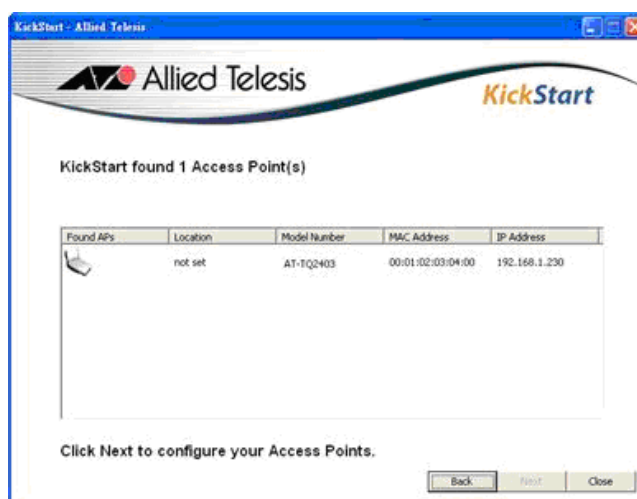 KickStart - Allied Telesis
Allied Telesis
KickStart
KickStart found 1 Access Point(s)
Found APs Location Model Number MAC Address IP Address
not set AT-TQ2403 00:01:02:03:04:00 192.168.1.230
Click Next to configure your Access Points.
Back Next Close